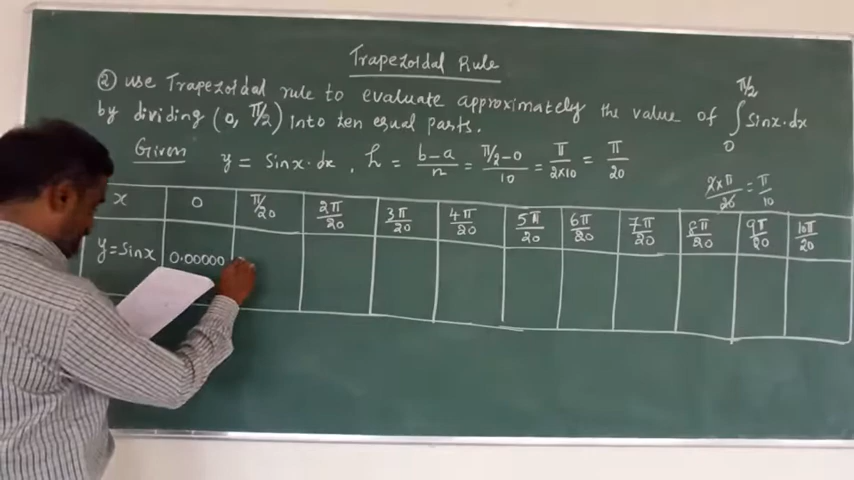 Trapezoidal Rule
② use Trapezoidal rule to evaluate approximately the value of ∫₀^π/2 Sinx·dx
by dividing (0, π/2) into ten equal parts.
Given y = Sinx·dx, h = (b-a)/n = (π/2-0)/10 = π/(2×10) = π/20
(2×π)/20 = π/10
x 0 π/20 2π/20 3π/20 4π/20 5π/20 6π/20 7π/20 8π/20 9π/20 10π/20
y=Sinx 0.00000